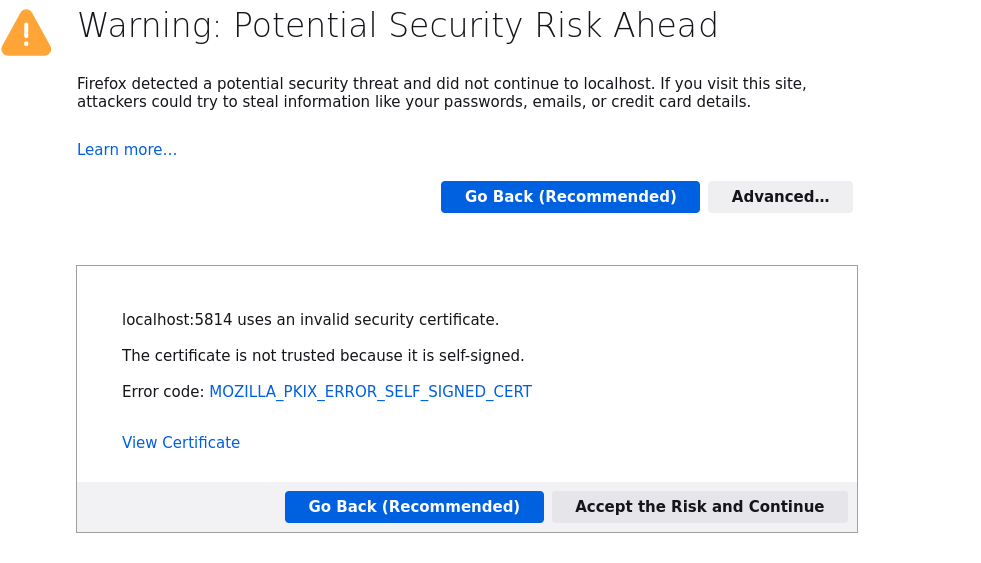 Warning: Potential Security Risk Ahead
Firefox detected a potential security threat and did not continue to localhost. If you visit this site,
attackers could try to steal information like your passwords, emails, or credit card details.
Learn more…
Go Back (Recommended)
Advanced…
localhost:5814 uses an invalid security certificate.
The certificate is not trusted because it is self-signed.
Error code: MOZILLA_PKIX_ERROR_SELF_SIGNED_CERT
View Certificate
Go Back (Recommended)
Accept the Risk and Continue